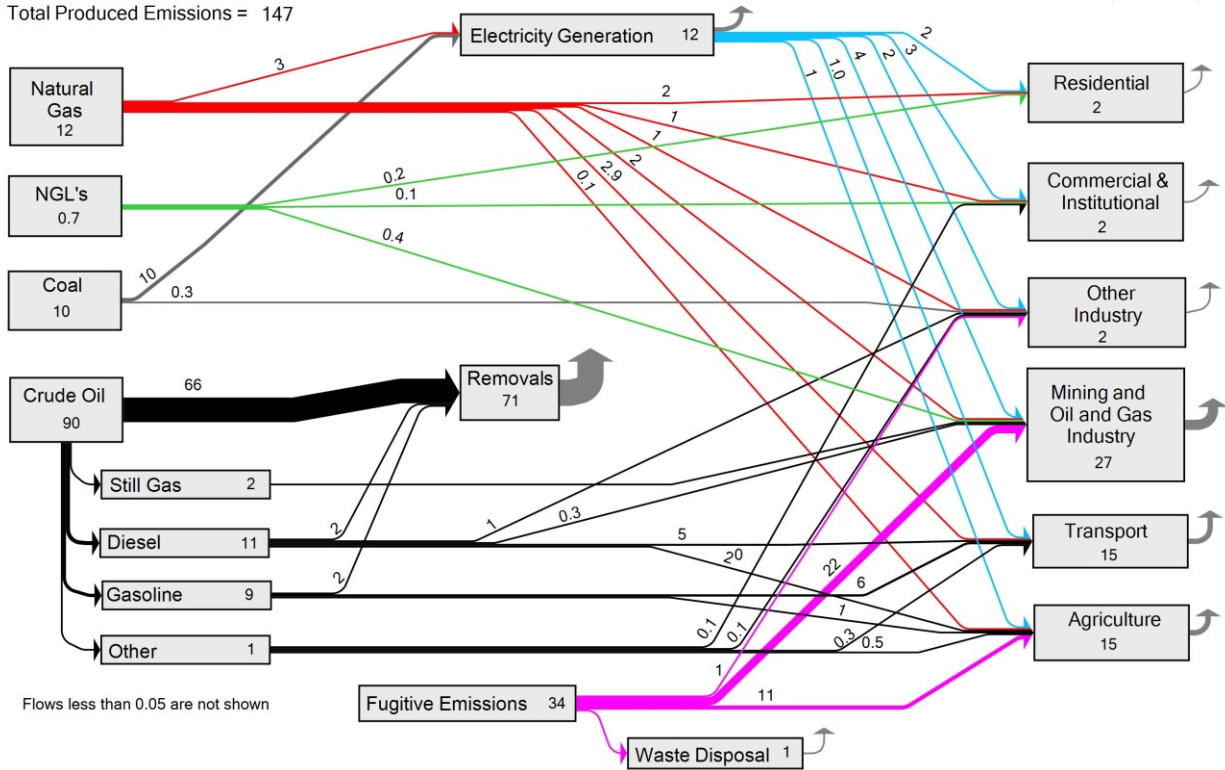 Total Produced Emissions = 147
Electricity Generation 12
Natural
Gas
12
NGL's
0.7
Coal
10
Crude Oil
90
Still Gas 2
Diesel 11
Gasoline 9
Other 1
Removals
71
Fugitive Emissions 34
Waste Disposal 1
Residential
2
Commercial &
Institutional
2
Other
Industry
2
Mining and
Oil and Gas
Industry
27
Transport
15
Agriculture
15
3
10
0.3
0.2
0.1
0.4
2
1
1
2
2.9
0.1
2
3
2
4
1.0
1
66
2
2
1
0.3
5
20
6
1
0.1
0.1
0.3
0.5
1
22
11
Flows less than 0.05 are not shown